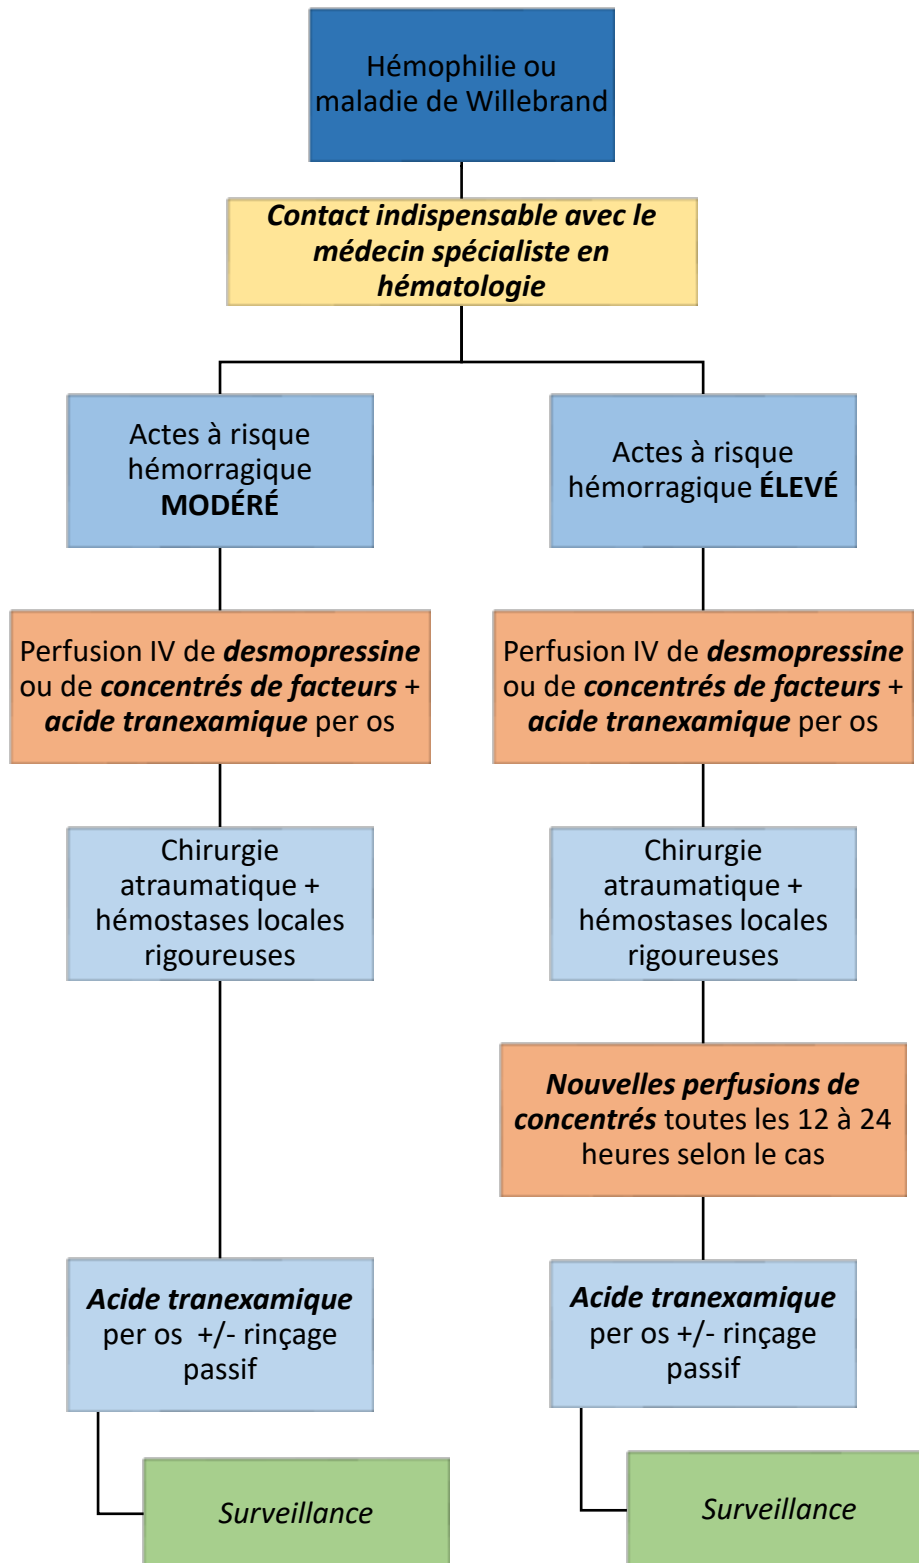 Hémophilie ou
maladie de Willebrand
Contact indispensable avec le
médecin spécialiste en
hématologie
Actes à risque
hémorragique
MODÉRÉ
Perfusion IV de desmopressine
ou de concentrés de facteurs +
acide tranexamique per os
Chirurgie
atraumatique +
hémostases locales
rigoureuses
Acide tranexamique
per os +/- rinçage
passif
Surveillance
Actes à risque
hémorragique ÉLEVÉ
Perfusion IV de desmopressine
ou de concentrés de facteurs +
acide tranexamique per os
Chirurgie
atraumatique +
hémostases locales
rigoureuses
Nouvelles perfusions de
concentrés toutes les 12 à 24
heures selon le cas
Acide tranexamique
per os +/- rinçage
passif
Surveillance